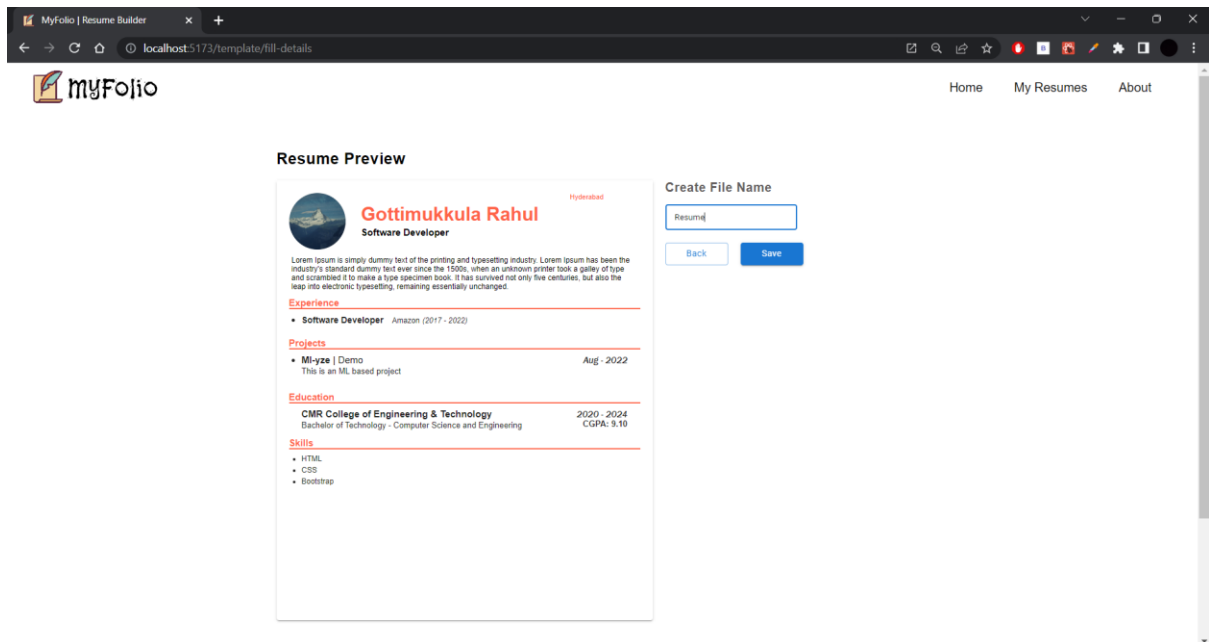 MyFolio | Resume Builder
localhost:5173/template/fill-details
MyFolio
Home My Resumes About
Resume Preview
Hyderabad
Gottimukkula Rahul
Software Developer
Lorem Ipsum is simply dummy text of the printing and typesetting industry. Lorem Ipsum has been the
industry's standard dummy text ever since the 1500s, when an unknown printer took a galley of type
and scrambled it to make a type specimen book. It has survived not only five centuries, but also the
leap into electronic typesetting, remaining essentially unchanged.
Experience
• Software Developer Amazon (2017 - 2022)
Projects
• Ml-yze | Demo Aug - 2022
This is an ML based project
Education
CMR College of Engineering & Technology 2020 - 2024
Bachelor of Technology - Computer Science and Engineering CGPA: 9.10
Skills
• HTML
• CSS
• Bootstrap
Create File Name
Resume
Back Save